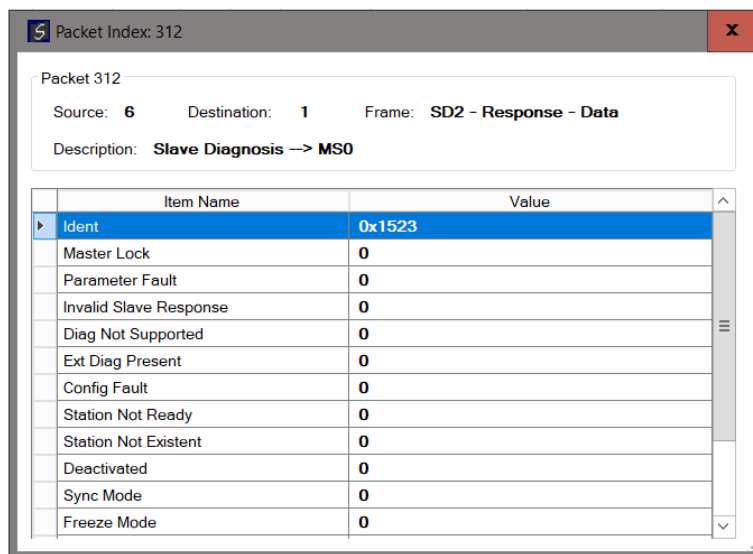 Packet Index: 312
x
Packet 312
Source: 6 Destination: 1 Frame: SD2 - Response - Data
Description: Slave Diagnosis —> MS0
Item Name Value
Ident 0x1523
Master Lock 0
Parameter Fault 0
Invalid Slave Response 0
Diag Not Supported 0
Ext Diag Present 0
Config Fault 0
Station Not Ready 0
Station Not Existent 0
Deactivated 0
Sync Mode 0
Freeze Mode 0